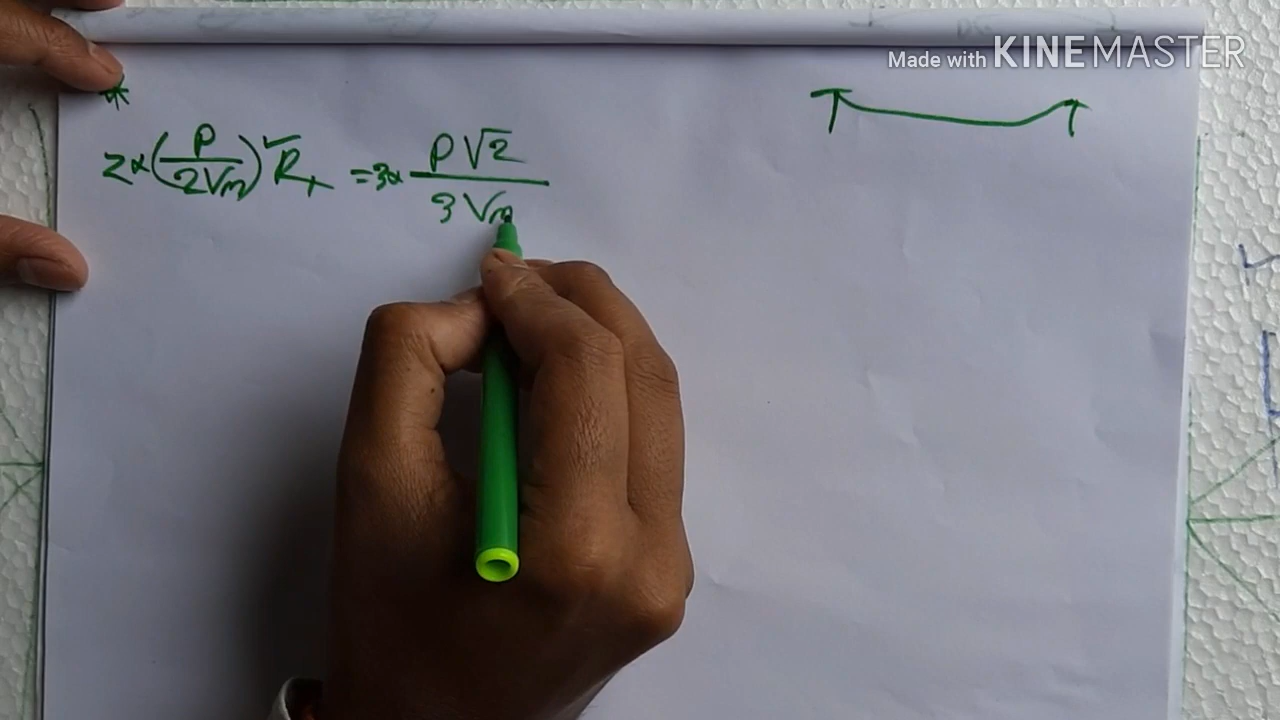 Made with KINEMASTER
*
2×(P/2Vm)²R₁ = 3× P√2/3Vm